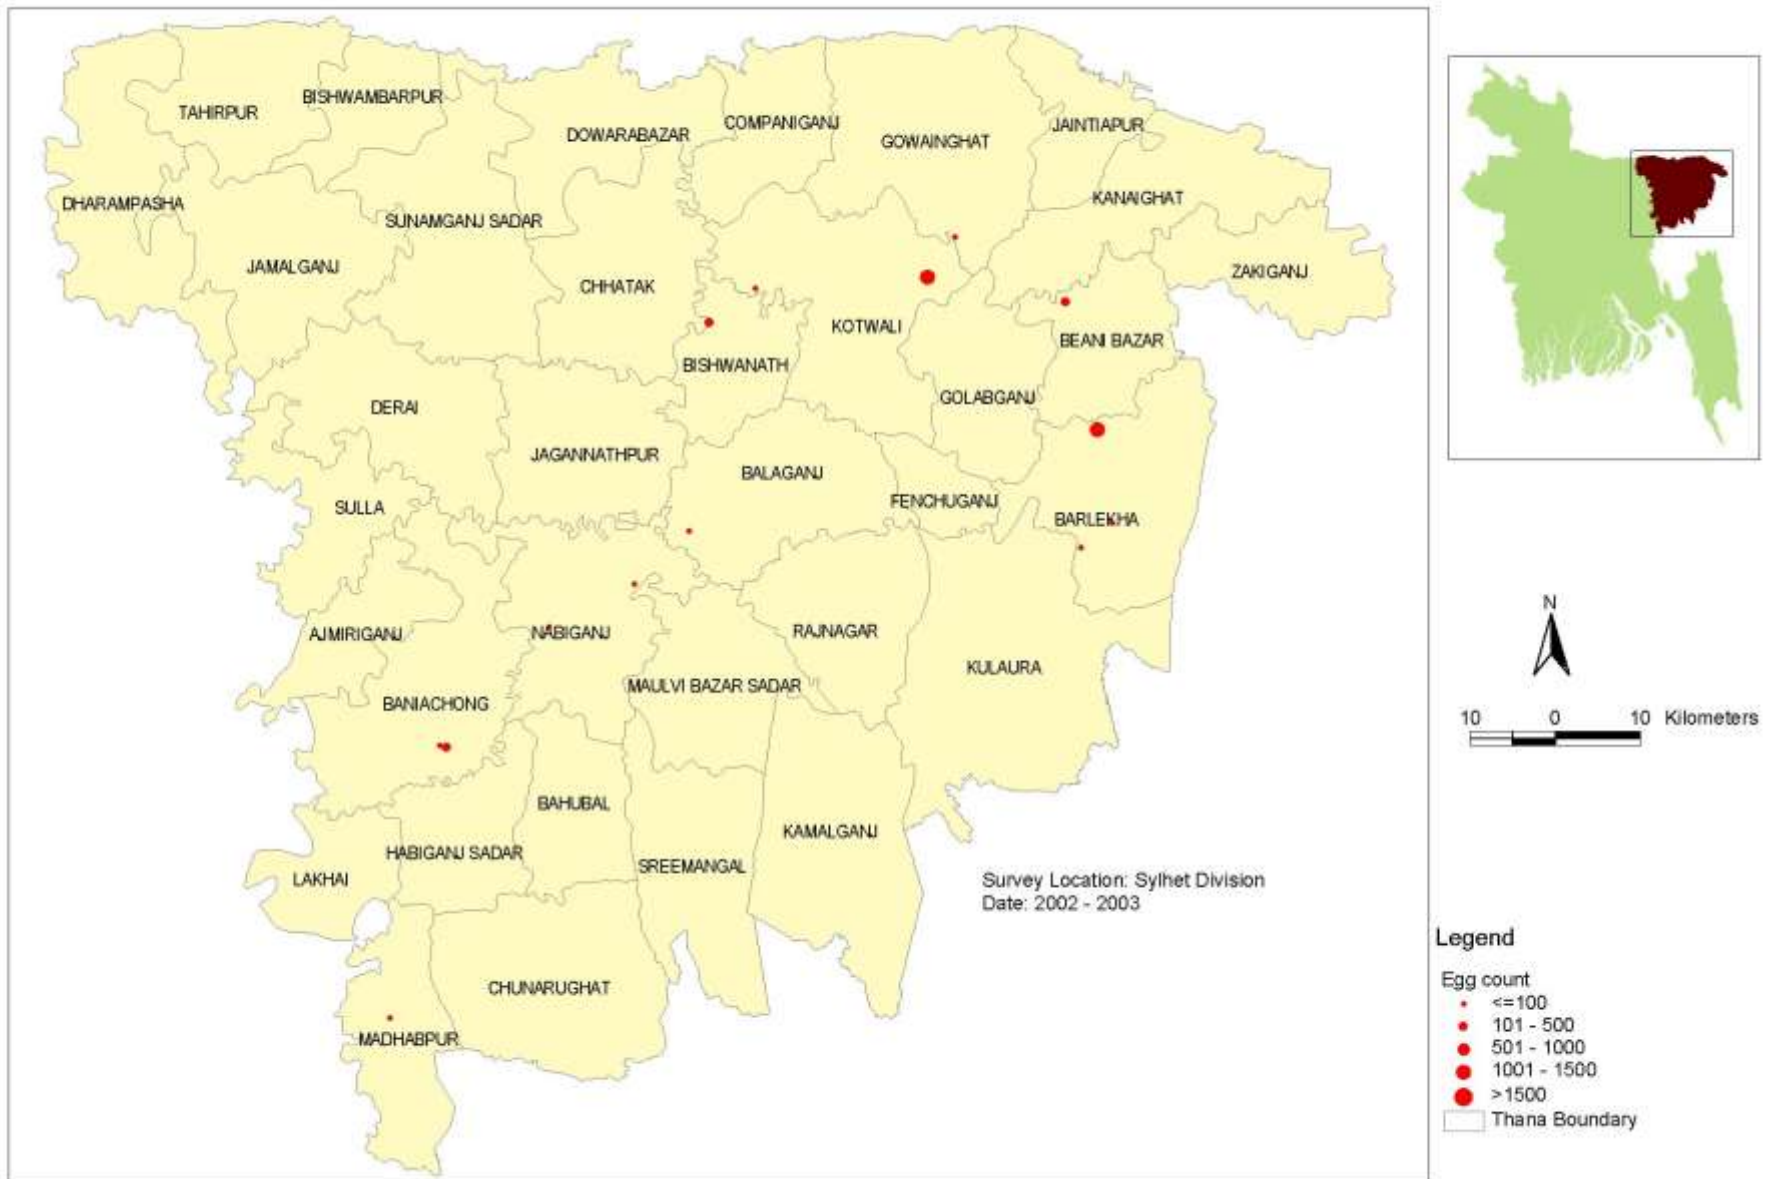 BISHWAMBARPUR
TAHIRPUR
DOWARABAZAR
COMPANIGANJ
GOWAINGHAT
JAINTIAPUR
DHARAMPASHA
SUNAMGANJ SADAR
KANAIGHAT
JAMALGANJ
CHHATAK
ZAKIGANJ
KOTWALI
BEANI BAZAR
BISHWANATH
GOLABGANJ
DERAI
JAGANNATHPUR
BALAGANJ
FENCHUGANJ
SULLA
BARLEKHA
AJMIRIGANJ
NABIGANJ
RAJNAGAR
KULAURA
MAULVI BAZAR SADAR
BANIACHONG
BAHUBAL
KAMALGANJ
HABIGANJ SADAR
SREEMANGAL
LAKHAI
CHUNARUGHAT
MADHABPUR
Survey Location: Sylhet Division
Date: 2002 - 2003
N
10 0 10 Kilometers
Legend
Egg count
<=100
101 - 500
501 - 1000
1001 - 1500
>1500
Thana Boundary